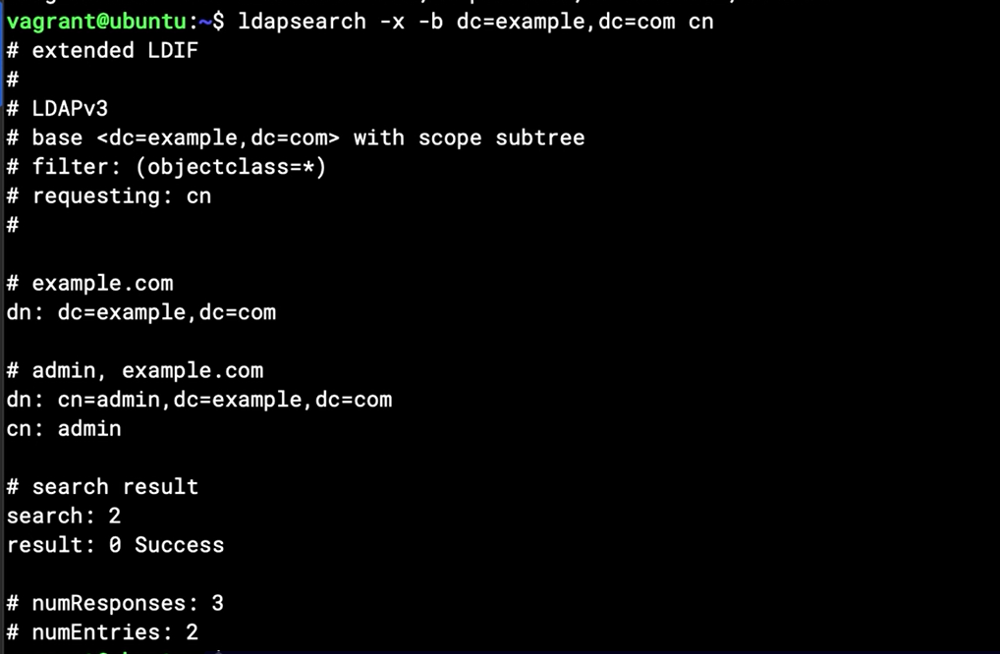 vagrant@ubuntu:~$ ldapsearch -x -b dc=example,dc=com cn
# extended LDIF
#
# LDAPv3
# base <dc=example,dc=com> with scope subtree
# filter: (objectclass=*)
# requesting: cn
#
# example.com
dn: dc=example,dc=com
# admin, example.com
dn: cn=admin,dc=example,dc=com
cn: admin
# search result
search: 2
result: 0 Success
# numResponses: 3
# numEntries: 2